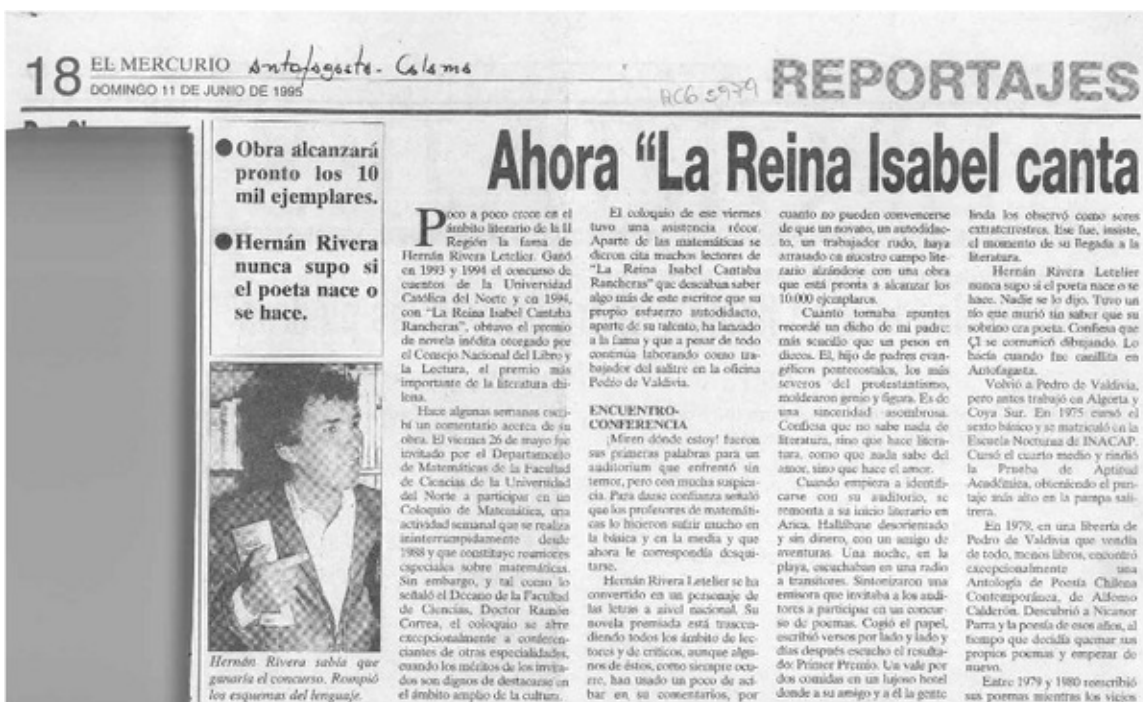 18 EL MERCURIO Antofagasta - Calama
DOMINGO 11 DE JUNIO DE 1995
REPORTAJES
● Obra alcanzará
pronto los 10
mil ejemplares.
● Hernán Rivera
nunca supo si
el poeta nace o
se hace.
Hernán Rivera sabía que
ganaría el concurso. Rompió
los esquemas del lenguaje.
Ahora “La Reina Isabel canta
Poco a poco crece en el
ámbito literario de la II
Región la fama de
Hernán Rivera Letelier. Ganó
en 1993 y 1994 el concurso de
cuentos de la Universidad
Católica del Norte y en 1994,
con "La Reina Isabel Cantaba
Rancheras", obtuvo el premio
de novela inédita otorgado por
el Consejo Nacional del Libro y
la Lectura, el premio más
importante de la literatura chi-
lena.
Hace algunas semanas escri-
bí un comentario acerca de su
obra. El viernes 26 de mayo fue
invitado por el Departamento
de Matemáticas de la Facultad
de Ciencias de la Universidad
del Norte a participar en un
Coloquio de Matemática, una
actividad semanal que se realiza
ininterrumpidamente desde
1988 y que constituye reuniones
especiales sobre matemáticas.
Sin embargo, y tal como lo
señaló el Décano de la Facultad
de Ciencias, Doctor Ramón
Correa, el coloquio se abre
excepcionalmente a conferen-
ciantes de otras especialidades,
cuando los méritos de los invita-
dos son dignos de destacarse en
el ámbito amplio de la cultura.
El coloquio de ese viernes
tuvo una asistencia récor.
Aparte de las matemáticas se
dieron cita muchos lectores de
"La Reina Isabel Cantaba
Rancheras" que deseaban saber
algo más de este escritor que su
propio esfuerzo autodidacto,
aparte de su talento, ha lanzado
a la fama y que a pesar de todo
continúa laborando como tra-
bajador del salitre en la oficina
Pedro de Valdivia.
ENCUENTRO-
CONFERENCIA
¡Miren dónde estoy! fueron
sus primeras palabras para un
auditorium que enfrentó sin
temor, pero con mucha suspica-
cia. Para darse confianza señaló
que los profesores de matemáti-
cas lo hicieron sufrir mucho en
la básica y en la media y que
ahora le correspondía desqui-
tarse.
Hernán Rivera Letelier se ha
convertido en un personaje de
las letras a nivel nacional. Su
novela premiada está trascen-
diendo todos los ámbito de lec-
tores y de críticos, aunque algu-
nos de éstos, como siempre ocu-
rre, han usado un poco de ací-
bar en su comentarios, por
cuanto no pueden convencerse
de que un novato, un autodidac-
to, un trabajador rudo, haya
arrasado en nuestro campo lite-
rario alzándose con una obra
que está pronta a alcanzar los
10.000 ejemplares.
Cuánto tomaba apuntes
recordé un dicho de mi padre:
más sencillo que un pesos en
dieces. El, hijo de padres evan-
gélicos pentecostales, los más
severos del protestantismo,
moldearon genio y figura. Es de
una sinceridad asombrosa.
Confiesa que no sabe nada de
literatura, sino que hace litera-
tura, como que nada sabe del
amor, sino que hace el amor.
Cuando empieza a identifi-
carse con su auditorio, se
remonta a su inicio literario en
Arica. Hallábase desorientado
y sin dinero, con un amigo de
aventuras. Una noche, en la
playa, escuchaban en una radio
a transitores. Sintonizaron una
emisora que invitaba a los audi-
tores a participar en un concur-
so de poemas. Cogió el papel,
escribió versos por lado y lado y
días después escucho el resulta-
do: Primer Premio. Un vale por
dos comidas en un lujoso hotel
donde a su amigo y a él la gente
linda los observó como seres
extraterrestres. Ese fue, insiste,
el momento de su llegada a la
literatura.
Hernán Rivera Letelier
nunca supo si el poeta nace o se
hace. Nadie se lo dijo. Tuvo un
tío que murió sin saber que su
sobrino era poeta. Confiesa que
ÇI se comunicó dibujando. Lo
hacía cuando fue canillita en
Antofagasta.
Volvió a Pedro de Valdivia,
pero antes trabajó en Algorta y
Coya Sur. En 1975 cursó el
sexto básico y se matriculó en la
Escuela Nocturna de INACAP.
Cursó el cuarto medio y rindió
la Prueba de Aptitud
Académica, obteniendo el pun-
taje más alto en la pampa sali-
trera.
En 1979, en una librería de
Pedro de Valdivia que vendía
de todo, menos libros, encontró
excepcionalmente una
Antología de Poesía Chilena
Contemporánea, de Alfonso
Calderón. Descubrió a Nicanor
Parra y la poesía de esos años, al
tiempo que decidía quemar sus
propios poemas y empezar de
nuevo.
Entre 1979 y 1980 reescribió
sus poemas mientras los vicios